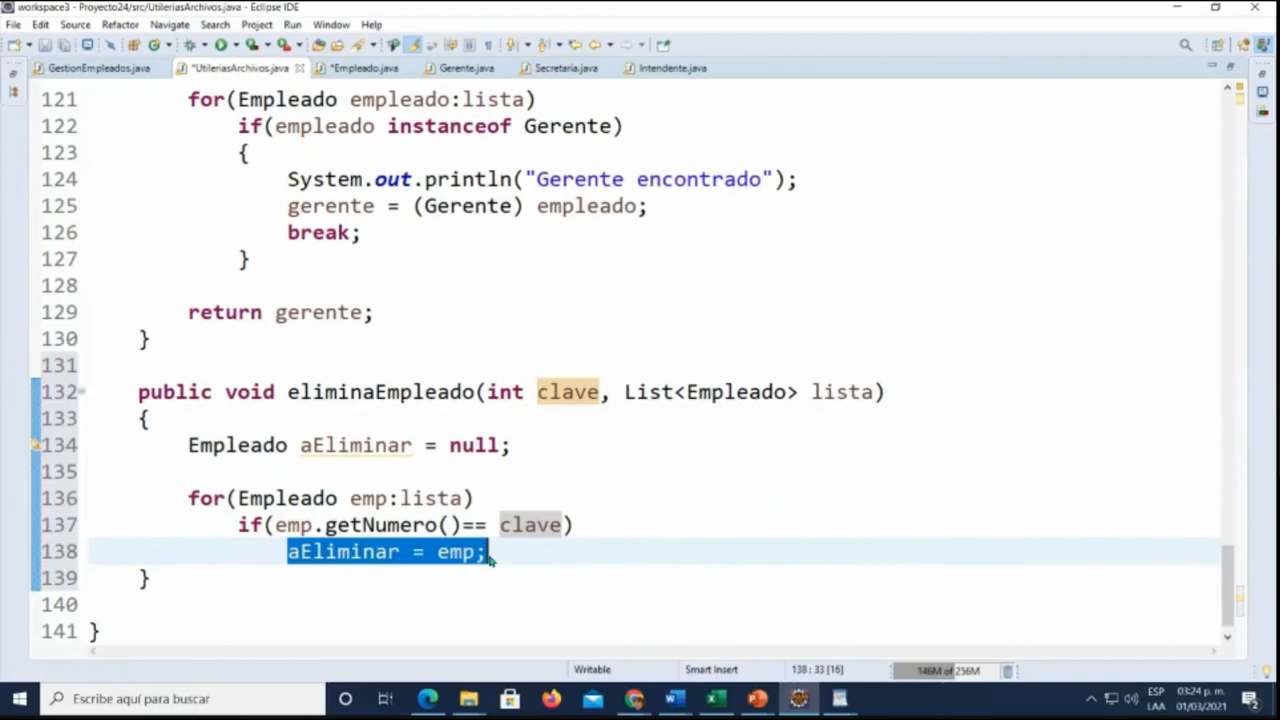 workspace3 - Proyecto24/src/UtileriasArchivos.java - Eclipse IDE
File Edit Source Refactor Navigate Search Project Run Window Help
GestionEmpleados.java *UtileriasArchivos.java *Empleado.java Gerente.java Secretaria.java Intendente.java
121 for(Empleado empleado:lista)
122 if(empleado instanceof Gerente)
123 {
124 System.out.println("Gerente encontrado");
125 gerente = (Gerente) empleado;
126 break;
127 }
128
129 return gerente;
130 }
131
132 public void eliminaEmpleado(int clave, List<Empleado> lista)
133 {
134 Empleado aEliminar = null;
135
136 for(Empleado emp:lista)
137 if(emp.getNumero()== clave)
138 aEliminar = emp;
139 }
140
141 }
Writable Smart Insert 138 : 33 [16] 146M of 256M
Escribe aquí para buscar ESP 03:24 p. m.
LAA 01/03/2021 2